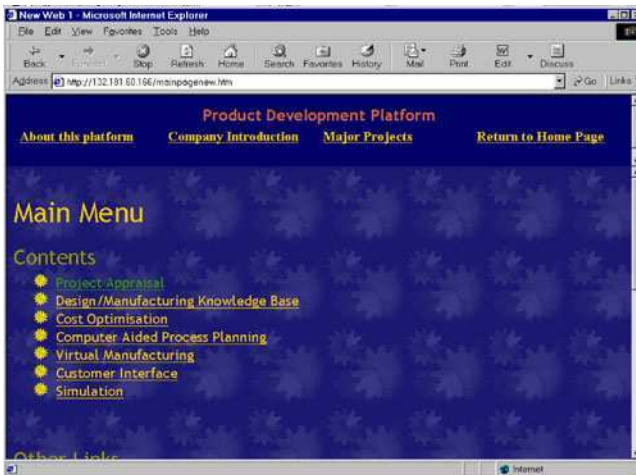 New Web 1 - Microsoft Internet Explorer
File Edit View Favorites Tools Help
Back Forward Stop Refresh Home Search Favorites History Mail Print Edit Discuss
Address http://132.181.60.166/mainpagenew.htm Go Links
Product Development Platform
About this platform Company Introduction Major Projects Return to Home Page
Main Menu
Contents
Project Appraisal
Design/Manufacturing Knowledge Base
Cost Optimisation
Computer Aided Process Planning
Virtual Manufacturing
Customer Interface
Simulation
Other Links
Internet